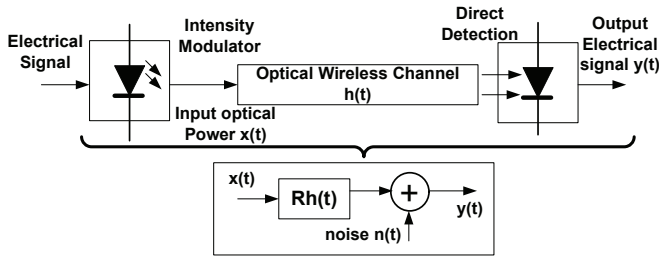 Electrical
Signal
Intensity
Modulator
Input optical
Power x(t)
Optical Wireless Channel
h(t)
Direct
Detection
Output
Electrical
signal y(t)
x(t)
Rh(t)
+
y(t)
noise n(t)